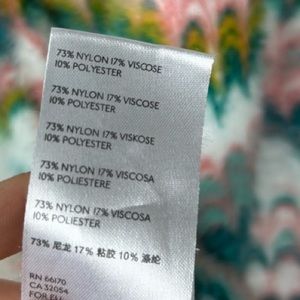 73% NYLON 17% VISCOSE
10% POLYESTER
73% NYLON 17% VISCOSE
10% POLYESTER
73% NYLON 17% VISKOSE
10% POLYESTER
73% NYLON 17% VISCOSA
10% POLIESTERE
73% NYLON 17% VISCOSA
10% POLIESTER
73% 尼龙 17% 粘胶 10% 涤纶
RN 66170
CA 32054
FOR